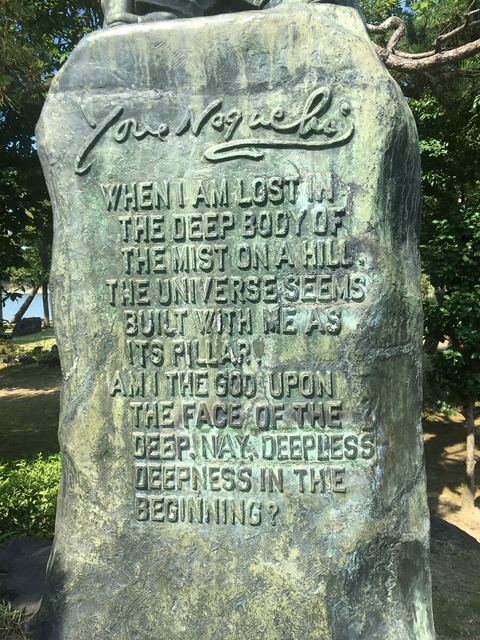 Yone Noguchi
WHEN I AM LOST IN
THE DEEP BODY OF
THE MIST ON A HILL,
THE UNIVERSE SEEMS
BUILT WITH ME AS
ITS PILLAR.
AM I THE GOD UPON
THE FACE OF THE
DEEP, NAY, DEEPLESS
DEEPNESS IN THE
BEGINNING?